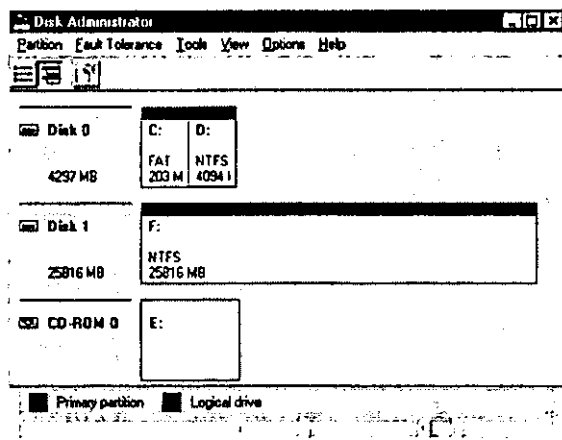 Disk Administrator
Partition Fault Tolerance Tools View Options Help
Disk 0
4297 MB
C:
FAT
203 M
D:
NTFS
4094
Disk 1
25816 MB
F:
NTFS
25816 MB
CD-ROM 0
E:
Primary partition Logical drive